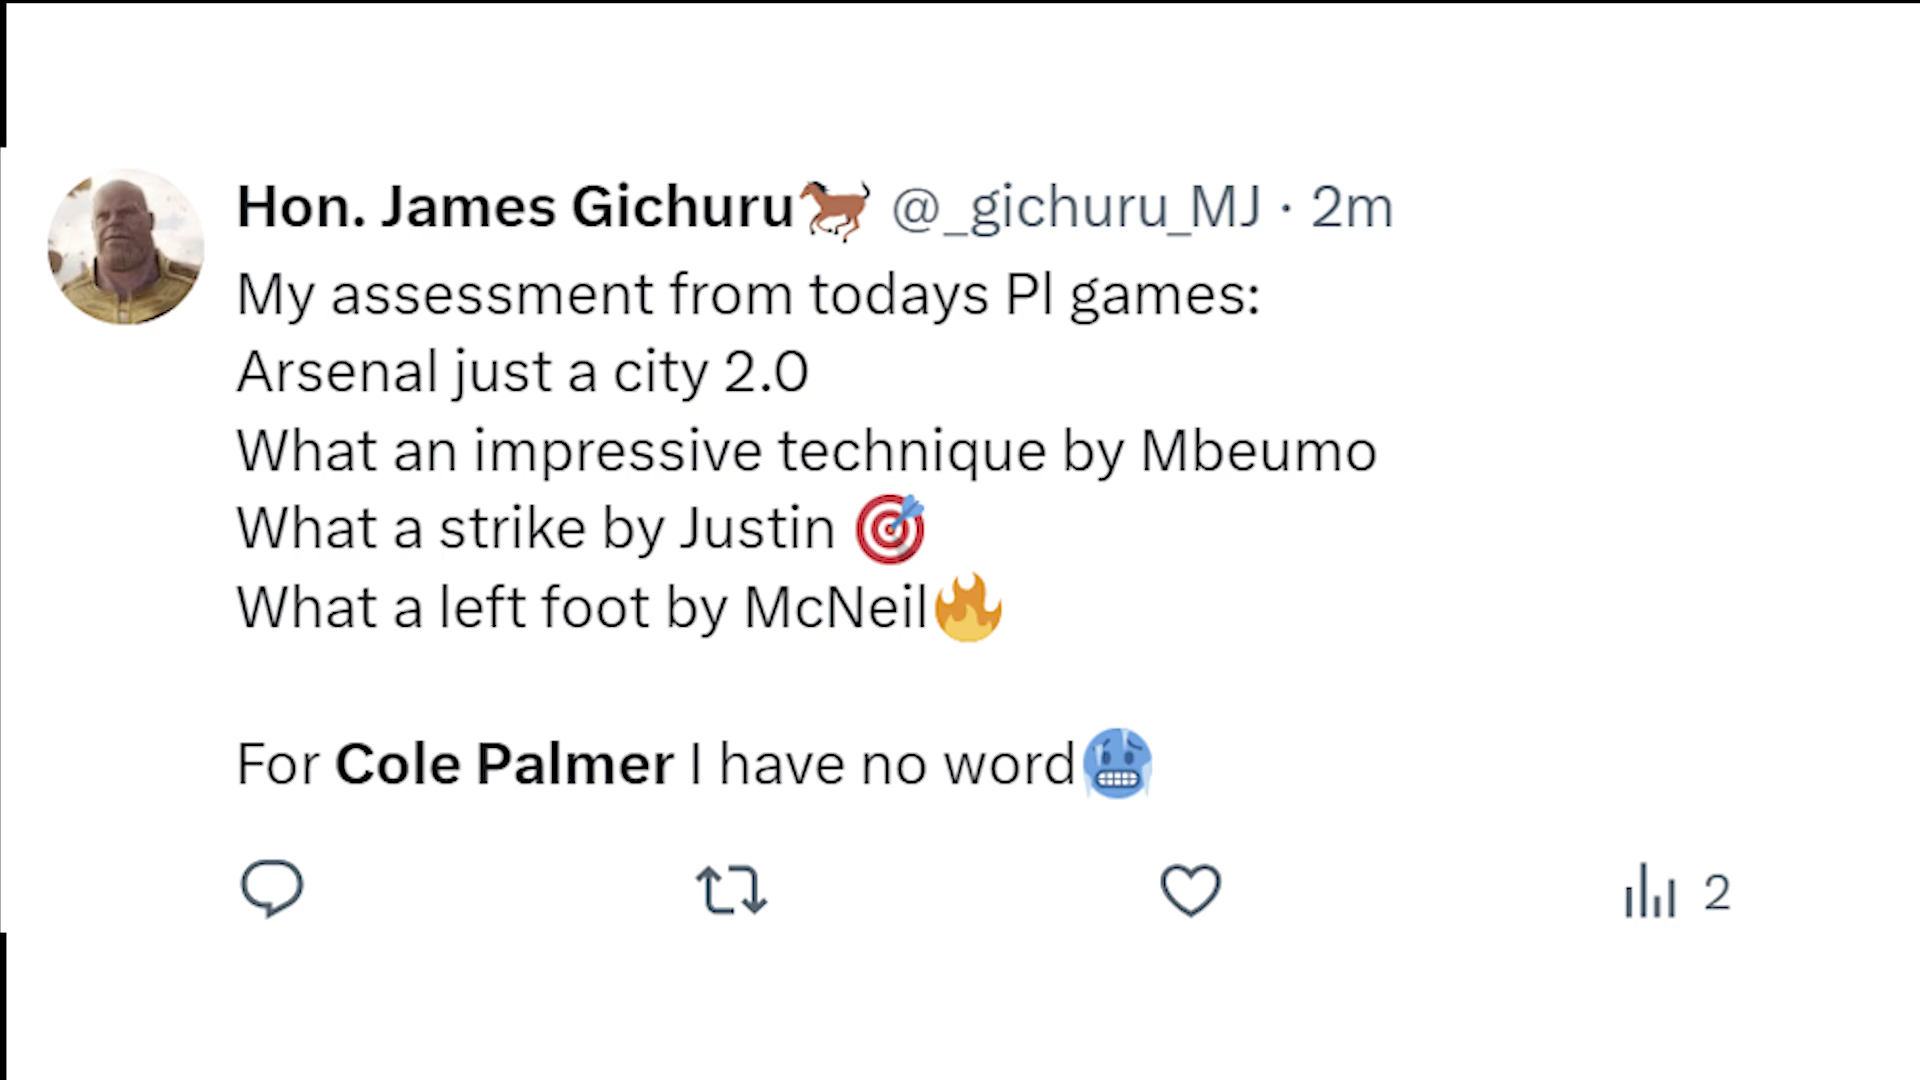 Hon. James Gichuru🐎 @_gichuru_MJ · 2m
My assessment from todays Pl games:
Arsenal just a city 2.0
What an impressive technique by Mbeumo
What a strike by Justin 🎯
What a left foot by McNeil🔥
For Cole Palmer I have no word🥶
2